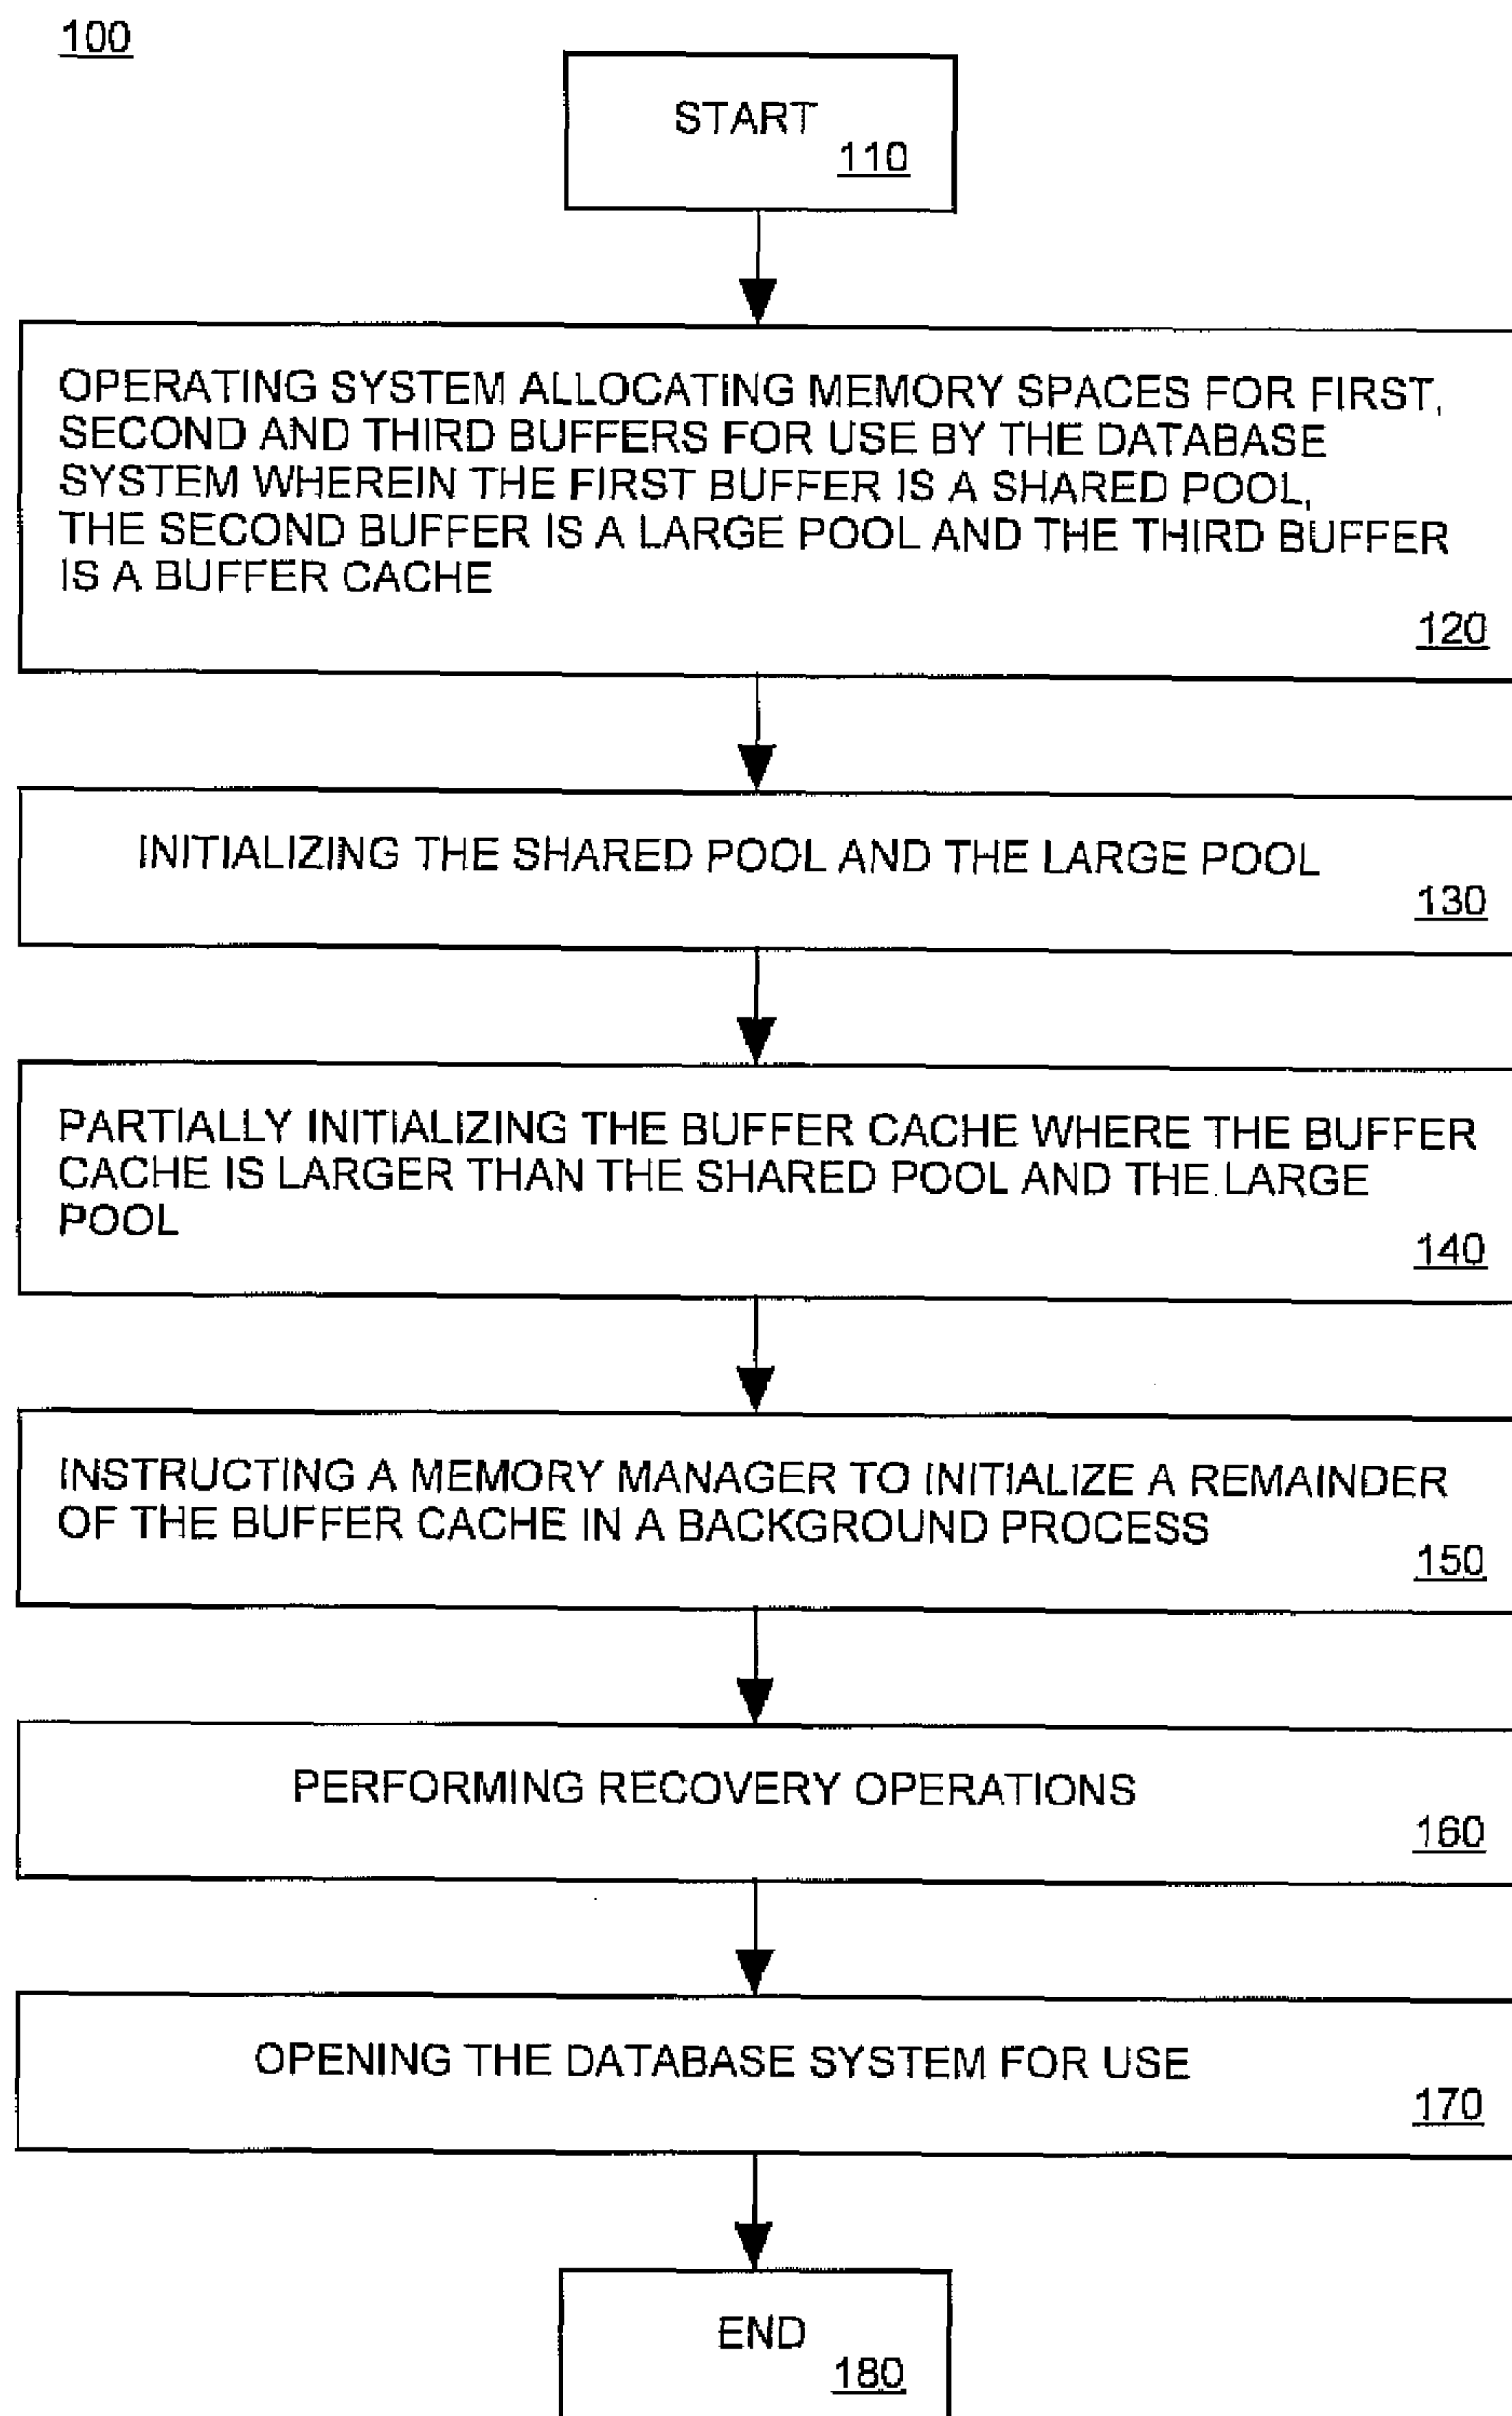 100
START
110
OPERATING SYSTEM ALLOCATING MEMORY SPACES FOR FIRST,
SECOND AND THIRD BUFFERS FOR USE BY THE DATABASE
SYSTEM WHEREIN THE FIRST BUFFER IS A SHARED POOL,
THE SECOND BUFFER IS A LARGE POOL AND THE THIRD BUFFER
IS A BUFFER CACHE
120
INITIALIZING THE SHARED POOL AND THE LARGE POOL
130
PARTIALLY INITIALIZING THE BUFFER CACHE WHERE THE BUFFER
CACHE IS LARGER THAN THE SHARED POOL AND THE LARGE
POOL
140
INSTRUCTING A MEMORY MANAGER TO INITIALIZE A REMAINDER
OF THE BUFFER CACHE IN A BACKGROUND PROCESS
150
PERFORMING RECOVERY OPERATIONS
160
OPENING THE DATABASE SYSTEM FOR USE
170
END
180